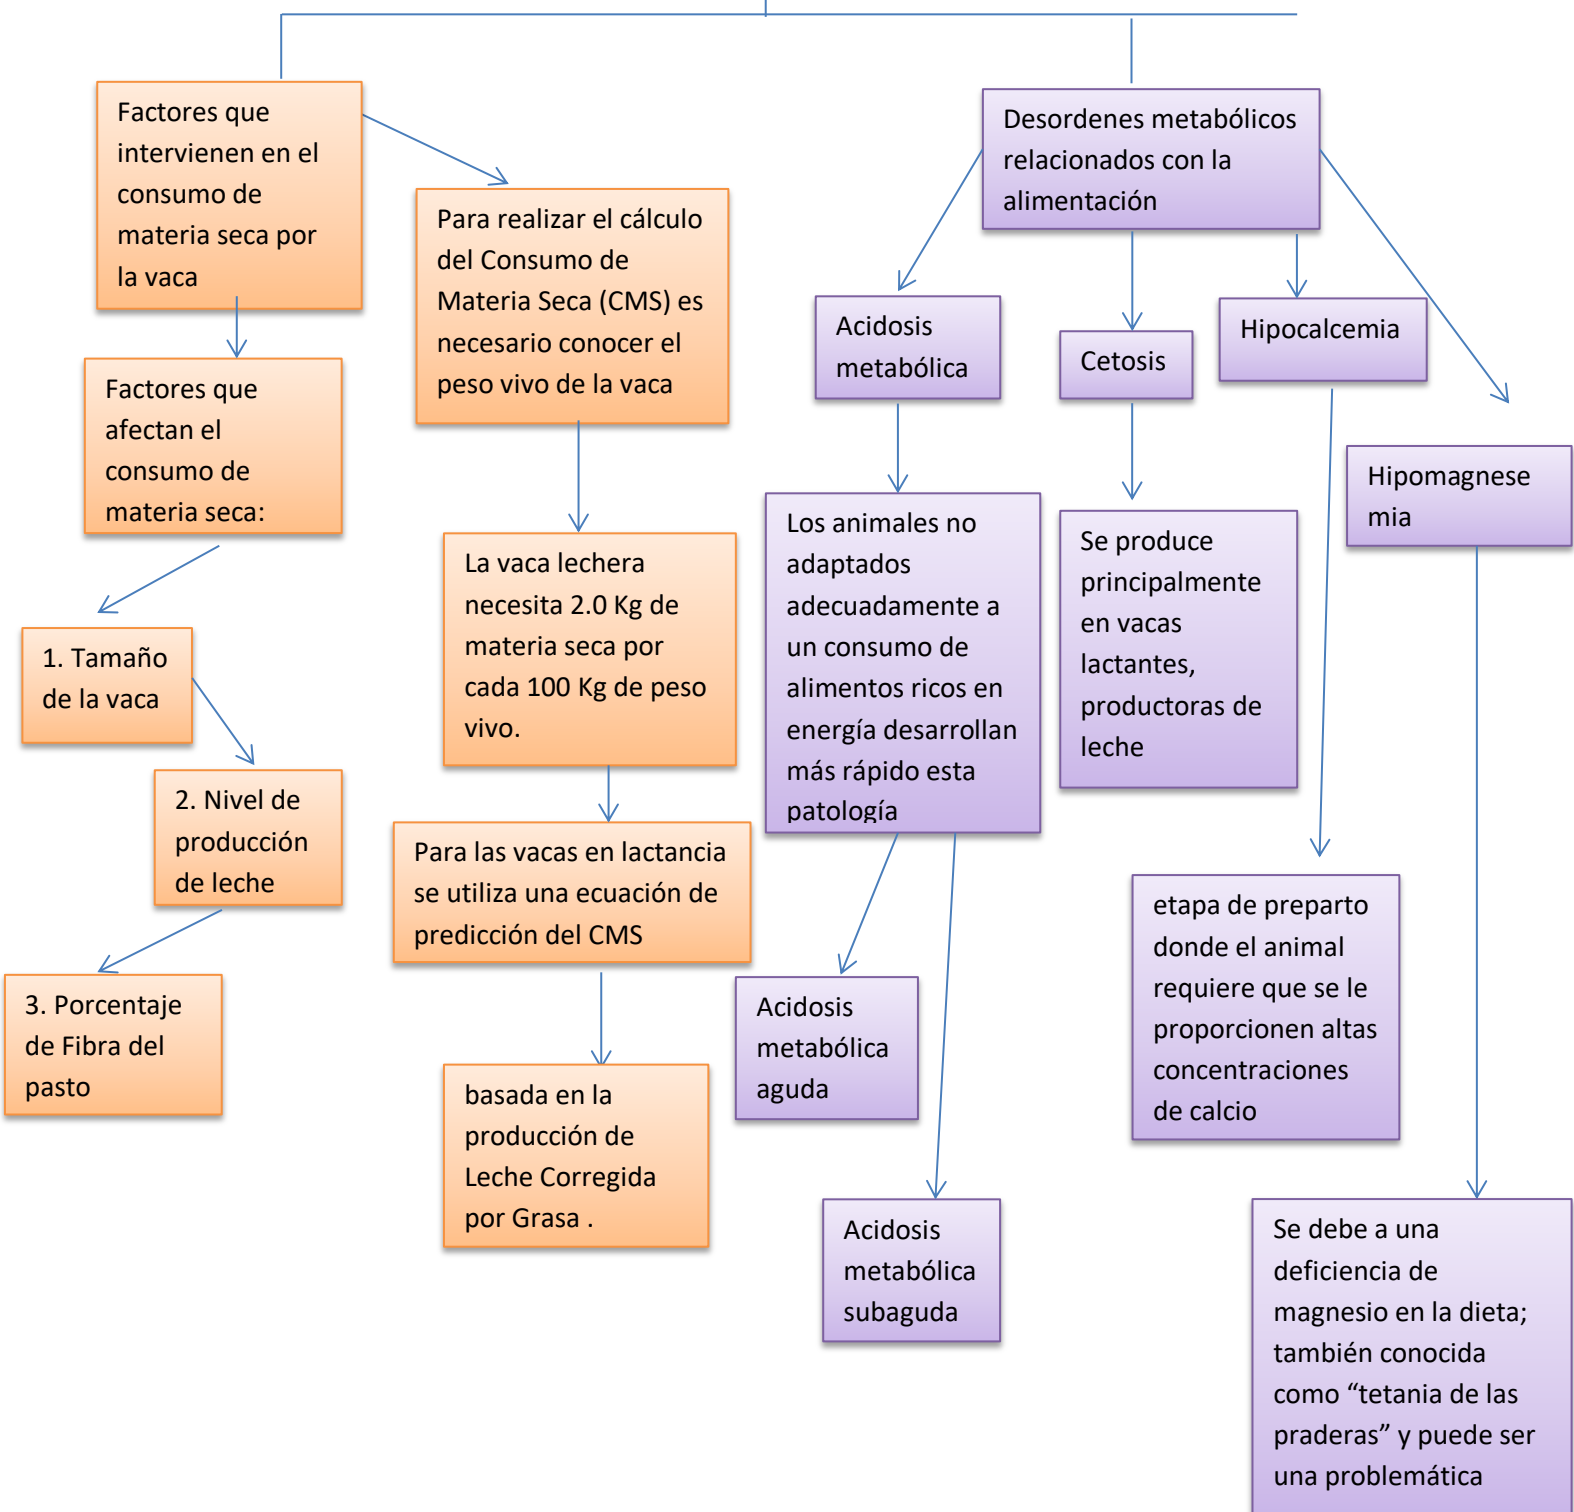 Factores que
intervienen en el
consumo de
materia seca por
la vaca
Factores que
afectan el
consumo de
materia seca:
1. Tamaño
de la vaca
2. Nivel de
producción
de leche
3. Porcentaje
de Fibra del
pasto
Para realizar el cálculo
del Consumo de
Materia Seca (CMS) es
necesario conocer el
peso vivo de la vaca
La vaca lechera
necesita 2.0 Kg de
materia seca por
cada 100 Kg de peso
vivo.
Para las vacas en lactancia
se utiliza una ecuación de
predicción del CMS
basada en la
producción de
Leche Corregida
por Grasa .
Desordenes metabólicos
relacionados con la
alimentación
Acidosis
metabólica
Los animales no
adaptados
adecuadamente a
un consumo de
alimentos ricos en
energía desarrollan
más rápido esta
patología
Acidosis
metabólica
aguda
Acidosis
metabólica
subaguda
Cetosis
Se produce
principalmente
en vacas
lactantes,
productoras de
leche
Hipocalcemia
etapa de preparto
donde el animal
requiere que se le
proporcionen altas
concentraciones
de calcio
Hipomagnese
mia
Se debe a una
deficiencia de
magnesio en la dieta;
también conocida
como “tetania de las
praderas” y puede ser
una problemática